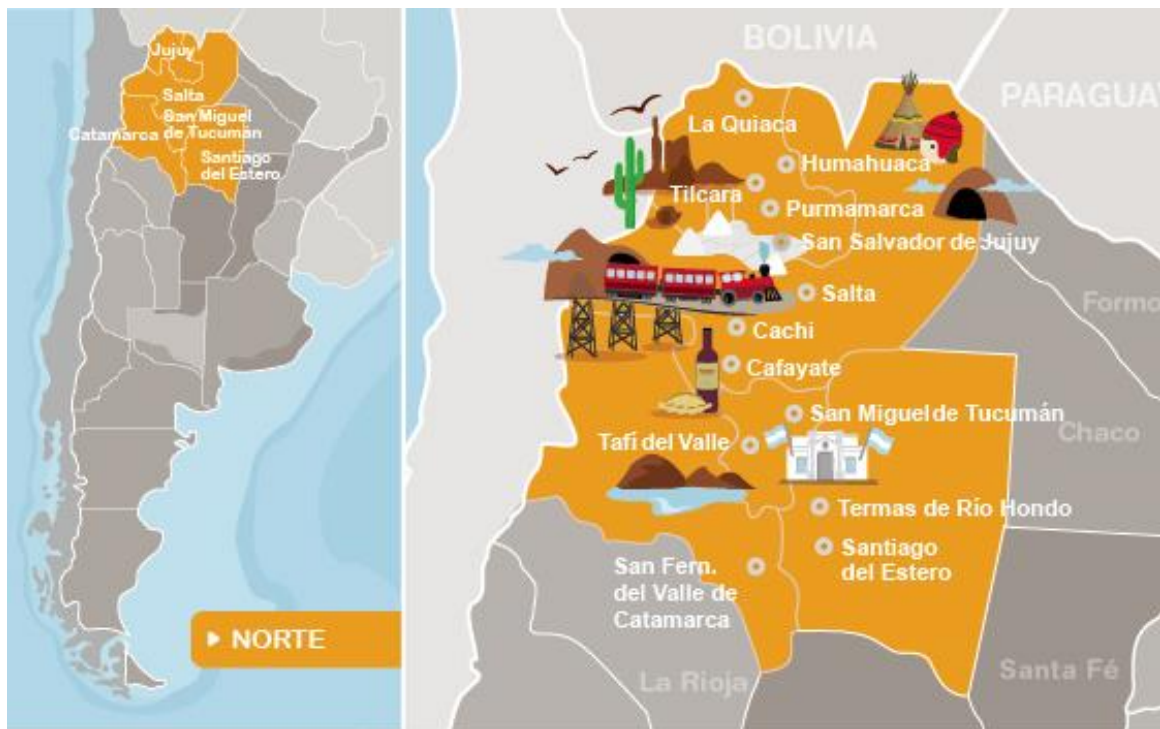 Jujuy
Salta
San Miguel
de Tucumán
Catamarca
Santiago
del Estero
NORTE
BOLIVIA
PARAGUAY
La Quiaca
Humahuaca
Tilcara
Purmamarca
San Salvador de Jujuy
Salta
Formo
Cachi
Cafayate
San Miguel de Tucumán
Chaco
Tafí del Valle
Termas de Río Hondo
Santiago
del Estero
San Fern.
del Valle de
Catamarca
La Rioja
Santa Fé